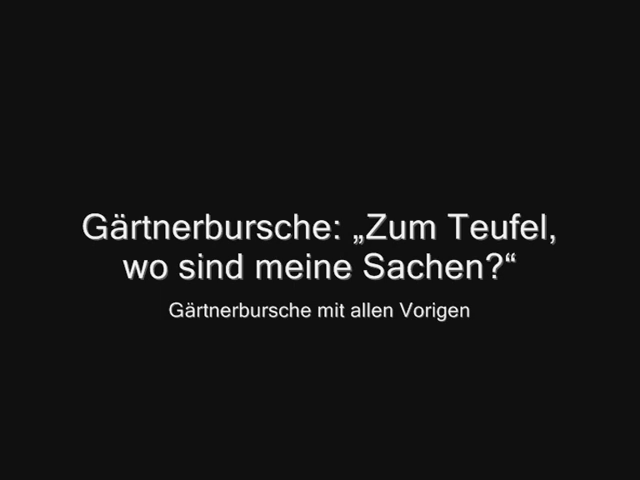 Gärtnerbursche: „Zum Teufel,
wo sind meine Sachen?“
Gärtnerbursche mit allen Vorigen